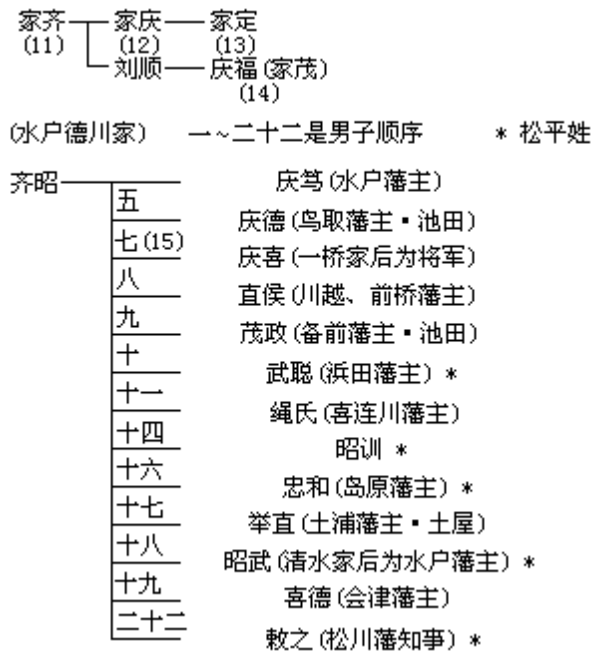 家齐 家庆 家定
(11) (12) (13)
刘顺 庆福(家茂)
(14)
(水户德川家) 一~二十二是男子顺序 * 松平姓
齐昭 庆笃(水户藩主)
五 庆德(鸟取藩主·池田)
七(15) 庆喜(一桥家后为将军)
八 直侯(川越、前桥藩主)
九 茂政(备前藩主·池田)
十 武聪(浜田藩主) *
十一 绳氏(喜连川藩主)
十四 昭训 *
十六 忠和(岛原藩主) *
十七 举直(土浦藩主·土屋)
十八 昭武(清水家后为水户藩主) *
十九 喜德(会津藩主)
二十二 敕之(松川藩知事) *